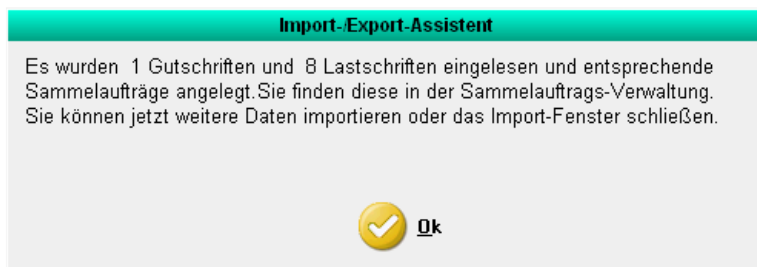 Import-/Export-Assistent
Es wurden 1 Gutschriften und 8 Lastschriften eingelesen und entsprechende
Sammelaufträge angelegt.Sie finden diese in der Sammelauftrags-Verwaltung.
Sie können jetzt weitere Daten importieren oder das Import-Fenster schließen.
Ok